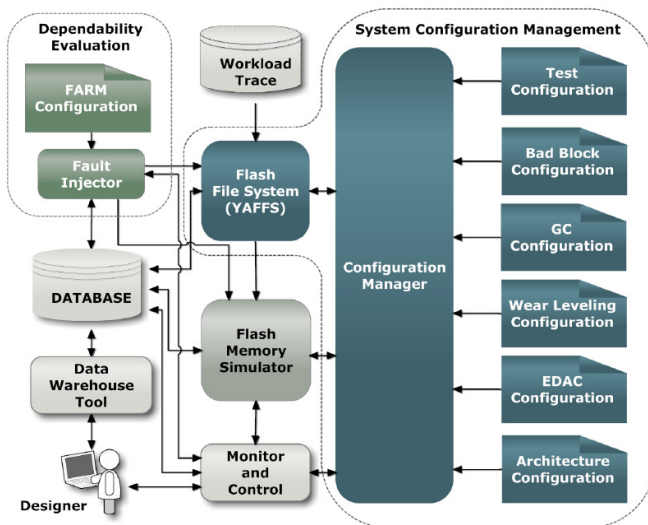 Dependability
Evaluation
FARM
Configuration
Fault
Injector
DATABASE
Data
Warehouse
Tool
Designer
Workload
Trace
Flash
File System
(YAFFS)
Flash
Memory
Simulator
Monitor
and
Control
System Configuration Management
Configuration
Manager
Test
Configuration
Bad Block
Configuration
GC
Configuration
Wear Leveling
Configuration
EDAC
Configuration
Architecture
Configuration